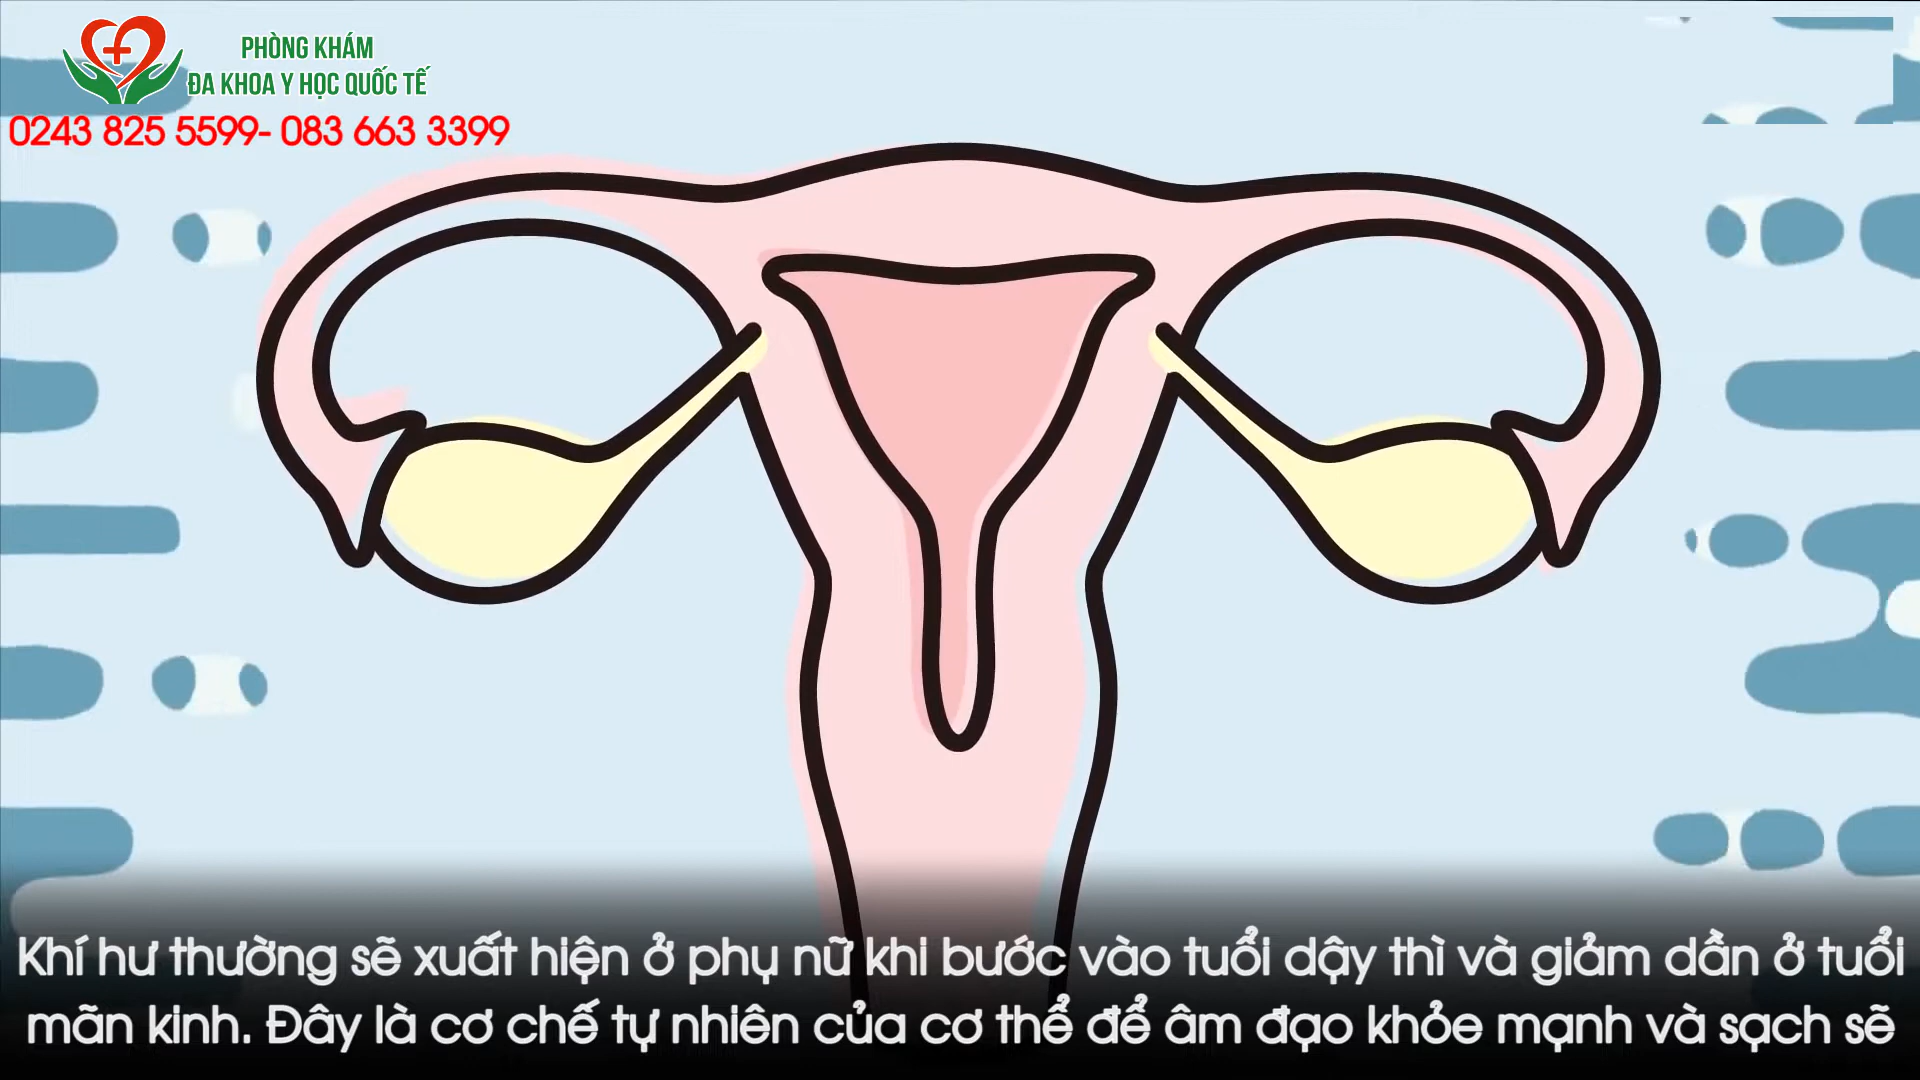 PHÒNG KHÁM
ĐA KHOA Y HỌC QUỐC TẾ
0243 825 5599- 083 663 3399
Khí hư thường sẽ xuất hiện ở phụ nữ khi bước vào tuổi dậy thì và giảm dần ở tuổi
mãn kinh. Đây là cơ chế tự nhiên của cơ thể để âm đạo khỏe mạnh và sạch sẽ